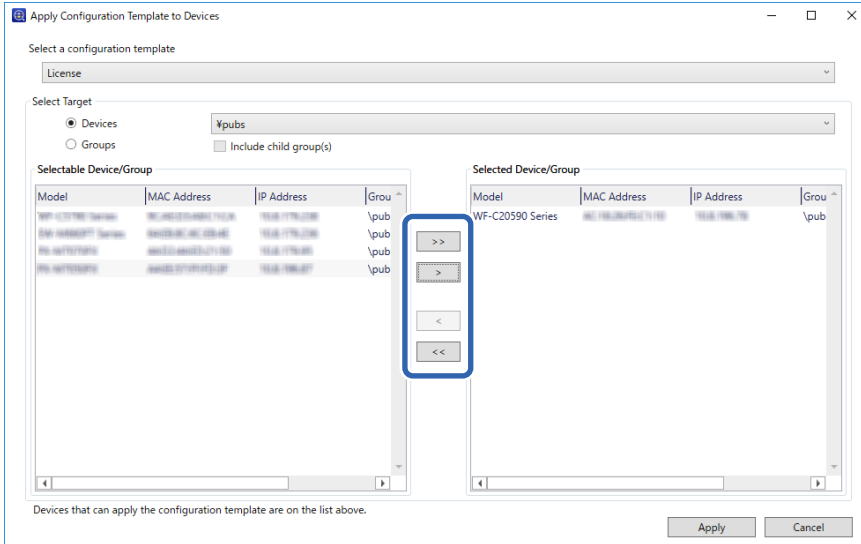 Apply Configuration Template to Devices
Select a configuration template
License
Select Target
Devices
¥pubs
Groups
Include child group(s)
Selectable Device/Group
Selected Device/Group
Model MAC Address IP Address Grou
Model MAC Address IP Address Grou
\pub
WF-C20590 Series \pub
\pub
\pub
\pub
>>
>
<
<<
Devices that can apply the configuration template are on the list above.
Apply Cancel